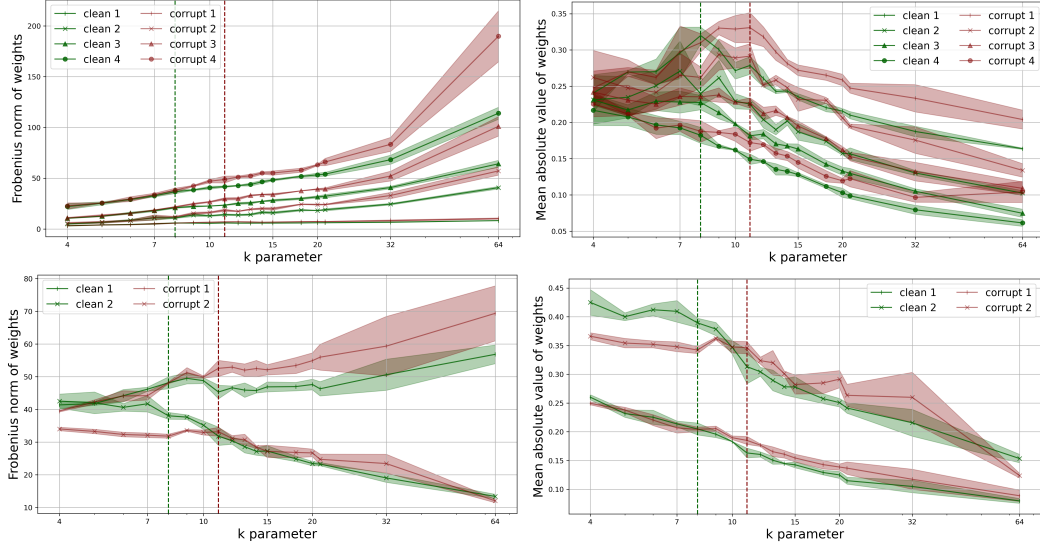 Frobenius norm of weights
200
150
100
50
0
clean 1
clean 2
clean 3
clean 4
corrupt 1
corrupt 2
corrupt 3
corrupt 4
4
7
10
15
20
32
64
k parameter
Mean absolute value of weights
0.35
0.30
0.25
0.20
0.15
0.10
0.05
clean 1
clean 2
clean 3
clean 4
corrupt 1
corrupt 2
corrupt 3
corrupt 4
4
7
10
15
20
32
64
k parameter
Frobenius norm of weights
80
70
60
50
40
30
20
10
clean 1
clean 2
corrupt 1
corrupt 2
4
7
10
15
20
32
64
k parameter
Mean absolute value of weights
0.45
0.40
0.35
0.30
0.25
0.20
0.15
0.10
clean 1
clean 2
corrupt 1
corrupt 2
4
7
10
15
20
32
64
k parameter